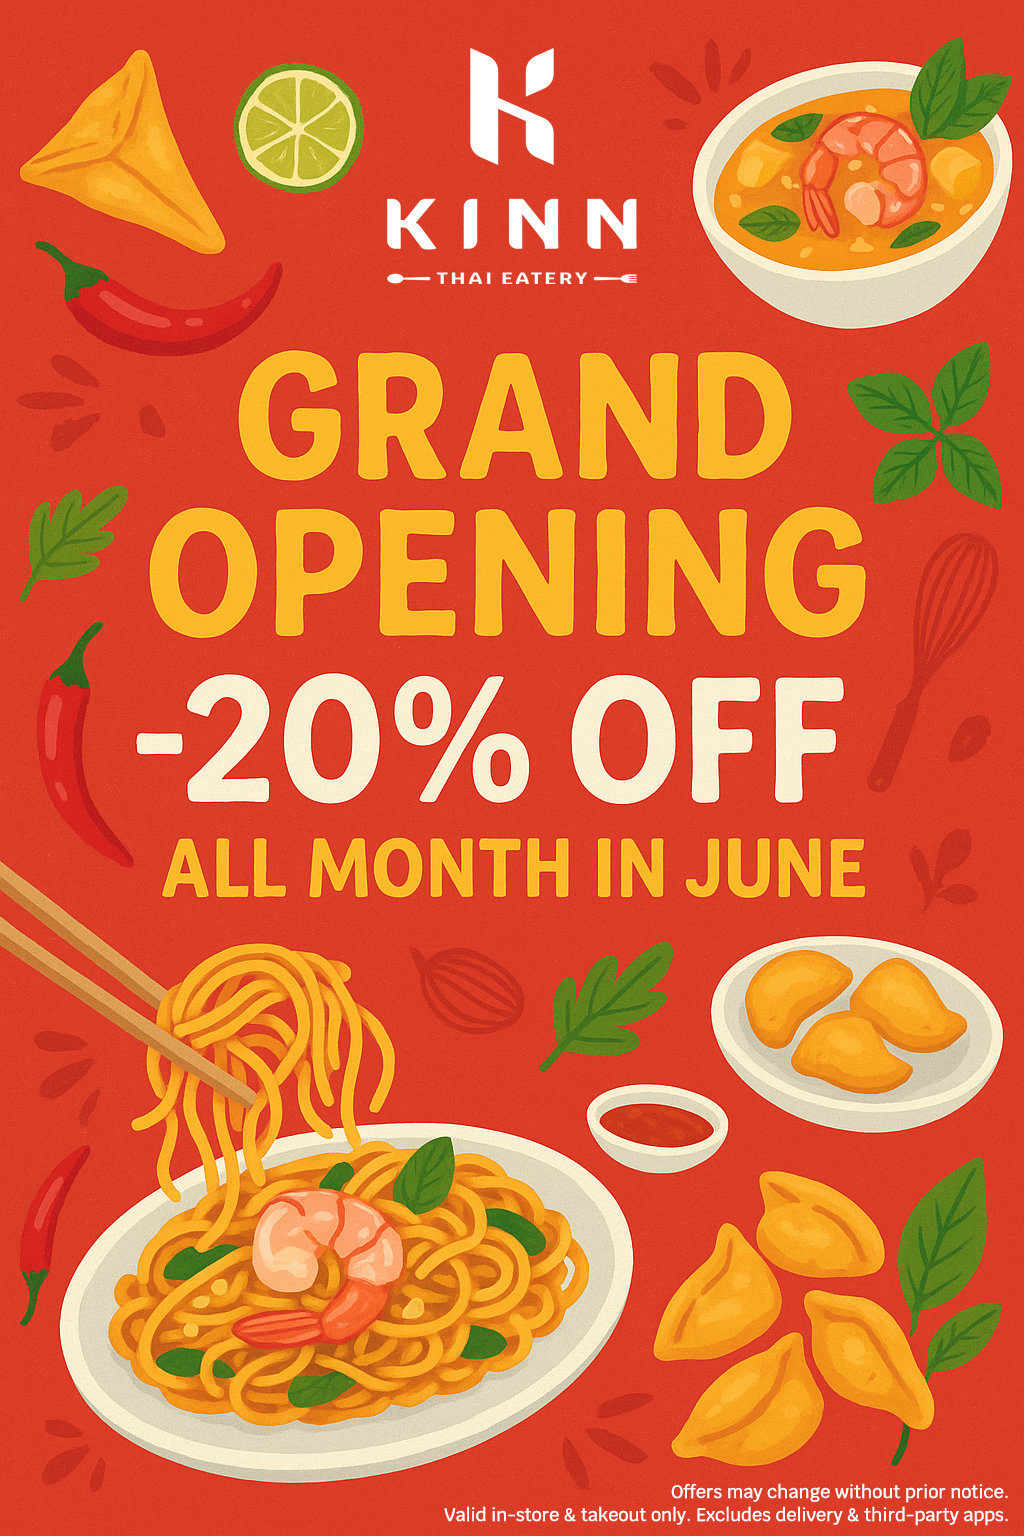 K
KINN
THAI EATERY
GRAND
OPENING
-20% OFF
ALL MONTH IN JUNE
Offers may change without prior notice.
Valid in-store & takeout only. Excludes delivery & third-party apps.